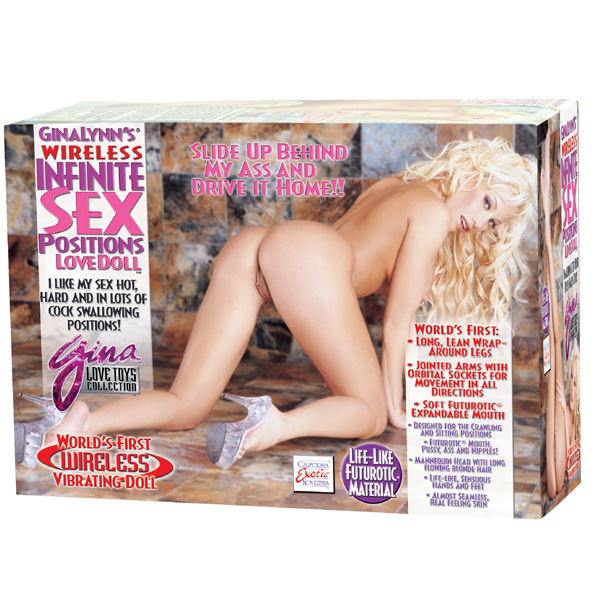 GINALYNN'S®
WIRELESS
INFINITE
SEX
POSITIONS
LOVEDOLL™
I LIKE MY SEX HOT,
HARD AND IN LOTS OF
COCK SWALLOWING
POSITIONS!
Gina
LOVE TOYS
COLLECTION
WORLD'S-FIRST
WIRELESS
VIBRATING-DOLL
SLIDE UP BEHIND
MY ASS AND
DRIVE IT HOME!!
CALIFORNIA
Exotic
NOVELTIES
LIFE-LIKE
FUTUROTIC®
MATERIAL
WORLD'S FIRST:
• LONG, LEAN WRAP-
AROUND LEGS
• JOINTED ARMS WITH
ORBITAL SOCKETS FOR
MOVEMENT IN ALL
DIRECTIONS
• SOFT FUTUROTIC®
EXPANDABLE MOUTH
• DESIGNED FOR THE CRAWLING
AND SITTING POSITIONS
• FUTUROTIC® MOUTH,
PUSSY, ASS AND NIPPLES!
• MANNEQUIN HEAD WITH LONG
FLOWING BLONDE HAIR
• LIFE-LIKE, SENSUOUS
HANDS AND FEET
• ALMOST SEAMLESS,
REAL FEELING SKIN
GINALYNN'S
WIRELESS
INFINITE
SEX
POSITIONS
LOVEDOLL